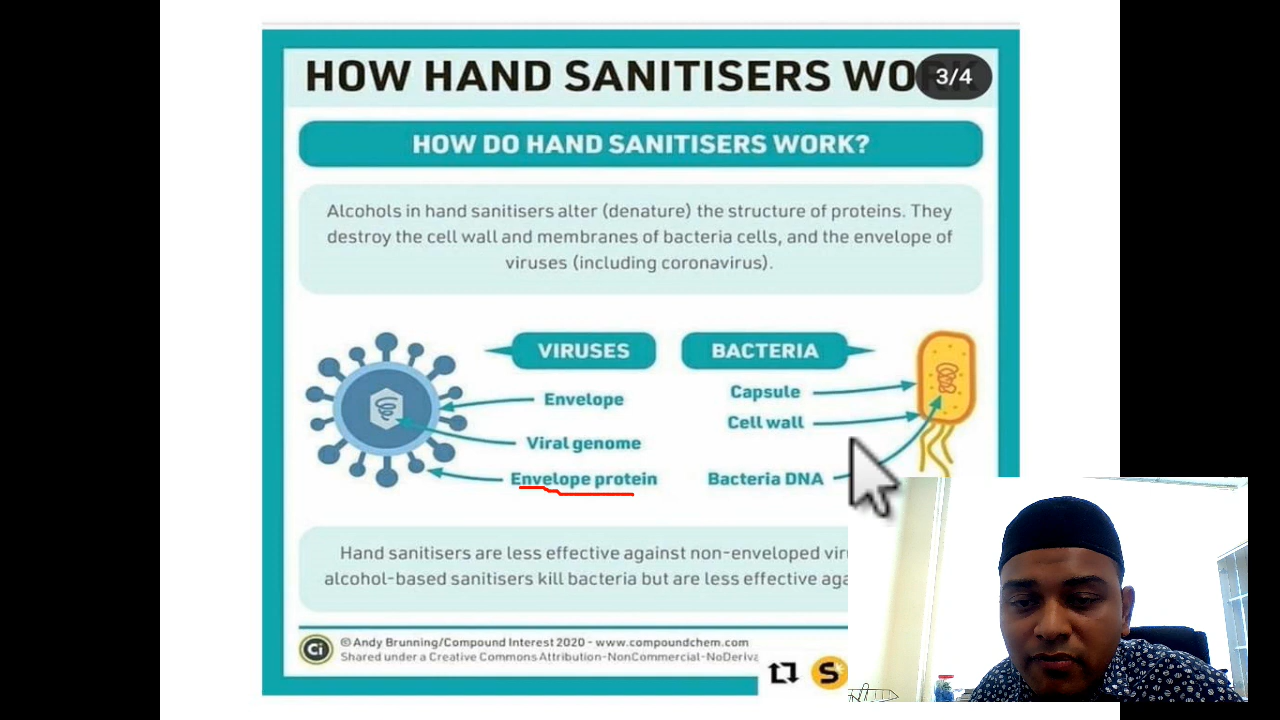 HOW HAND SANITISERS WO
3/4
HOW DO HAND SANITISERS WORK?
Alcohols in hand sanitisers alter (denature) the structure of proteins. They
destroy the cell wall and membranes of bacteria cells, and the envelope of
viruses (including coronavirus).
VIRUSES
BACTERIA
Envelope
Viral genome
Envelope protein
Capsule
Cell wall
Bacteria DNA
Hand sanitisers are less effective against non-enveloped
alcohol-based sanitisers kill bacteria but are less effective
Ci © Andy Brunning/Compound Interest 2020 - www.compoundchem.com
Shared under a Creative Commons Attribution-NonCommercial-
S